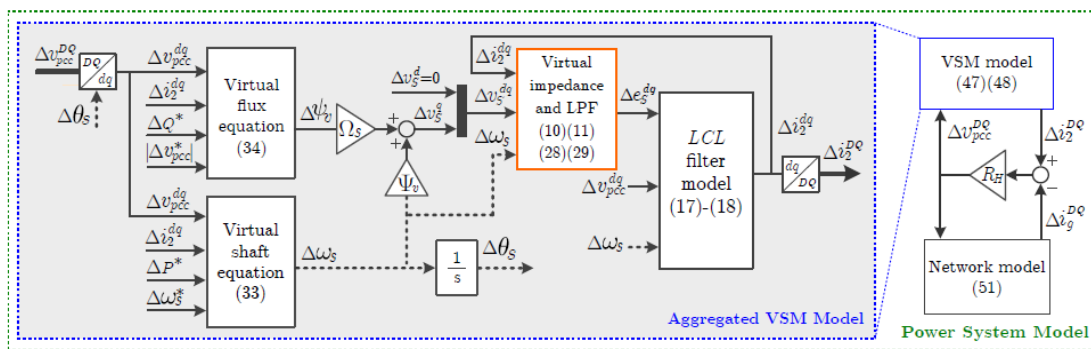 Δv_pcc^DQ
DQ
dq
Δθ_S
Δv_pcc^dq
Δi_2^dq
ΔQ*
|Δv_pcc^*|
Virtual
flux
equation
(34)
Δψ_v
Ω_S
Δv_S^d=0
Δv_S^q
+
+
Ψ_v
Δv_pcc^dq
Δi_2^dq
ΔP*
Δω_S^*
Virtual
shaft
equation
(33)
Δω_S
1
s
Δθ_S
Δi_2^dq
Δv_S^dq
Δω_S
Virtual
impedance
and LPF
(10)(11)
(28)(29)
Δe_S^dq
Δv_pcc^dq
Δω_S
LCL
filter
model
(17)-(18)
Δi_2^dq
dq
DQ
Δi_2^DQ
Aggregated VSM Model
VSM model
(47)(48)
Δv_pcc^DQ
Δi_2^DQ
R_H
+
−
Δi_g^DQ
Network model
(51)
Power System Model